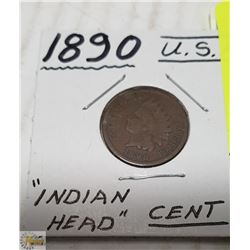 1890 U.S.
"INDIAN
HEAD" CENT